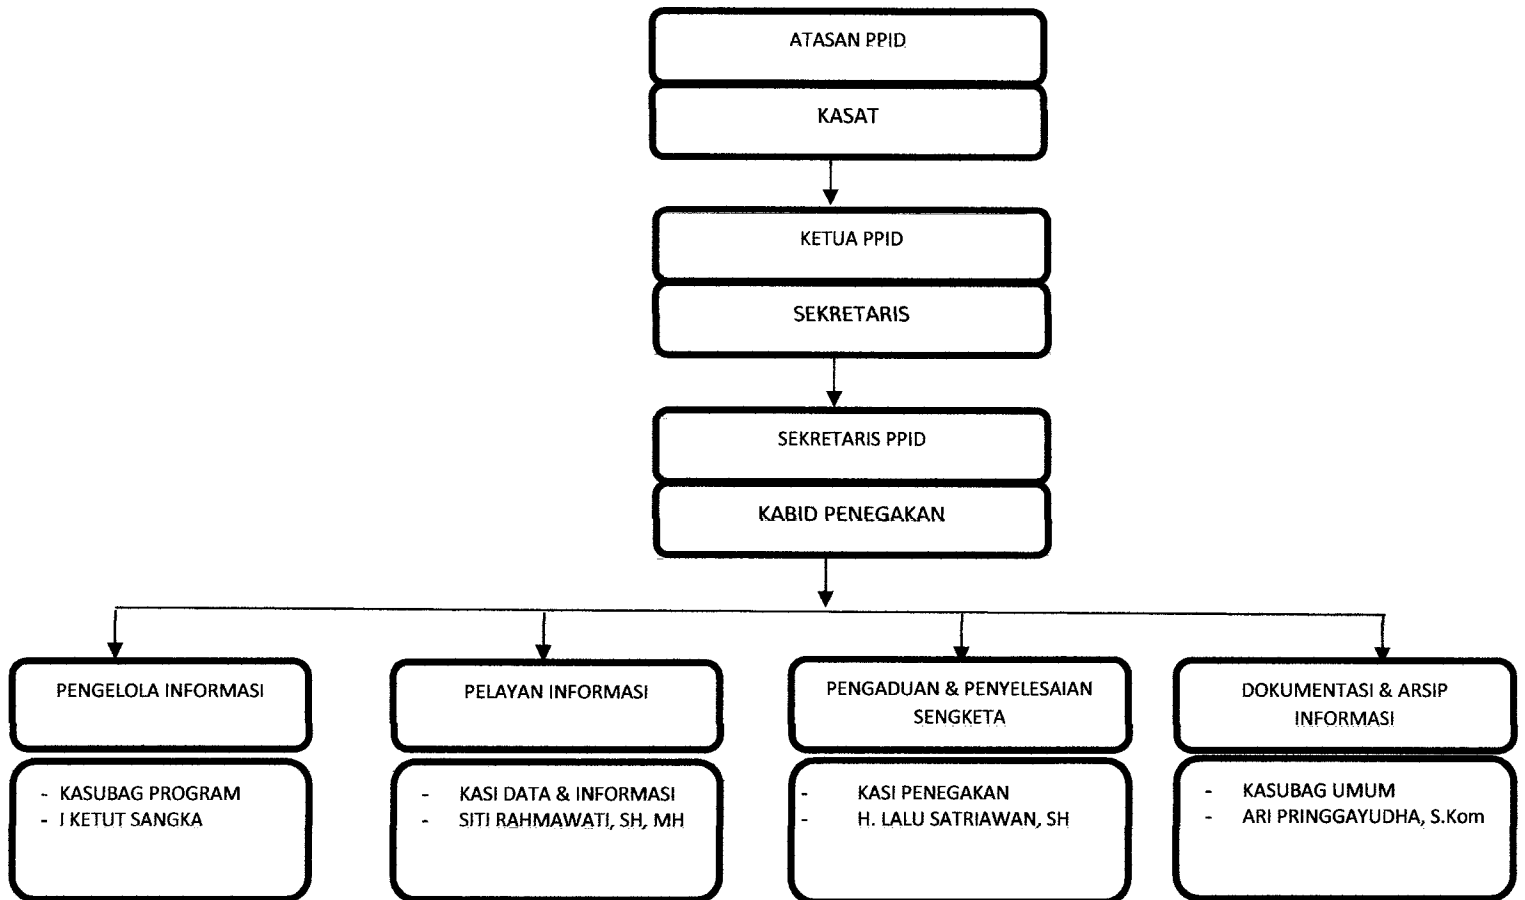 ATASAN PPID
KASAT
KETUA PPID
SEKRETARIS
SEKRETARIS PPID
KABID PENEGAKAN
PENGELOLA INFORMASI
- KASUBAG PROGRAM
- I KETUT SANGKA
PELAYAN INFORMASI
- KASI DATA & INFORMASI
- SITI RAHMAWATI, SH, MH
PENGADUAN & PENYELESAIAN
SENGKETA
- KASI PENEGAKAN
- H. LALU SATRIAWAN, SH
DOKUMENTASI & ARSIP
INFORMASI
- KASUBAG UMUM
- ARI PRINGGAYUDHA, S.Kom